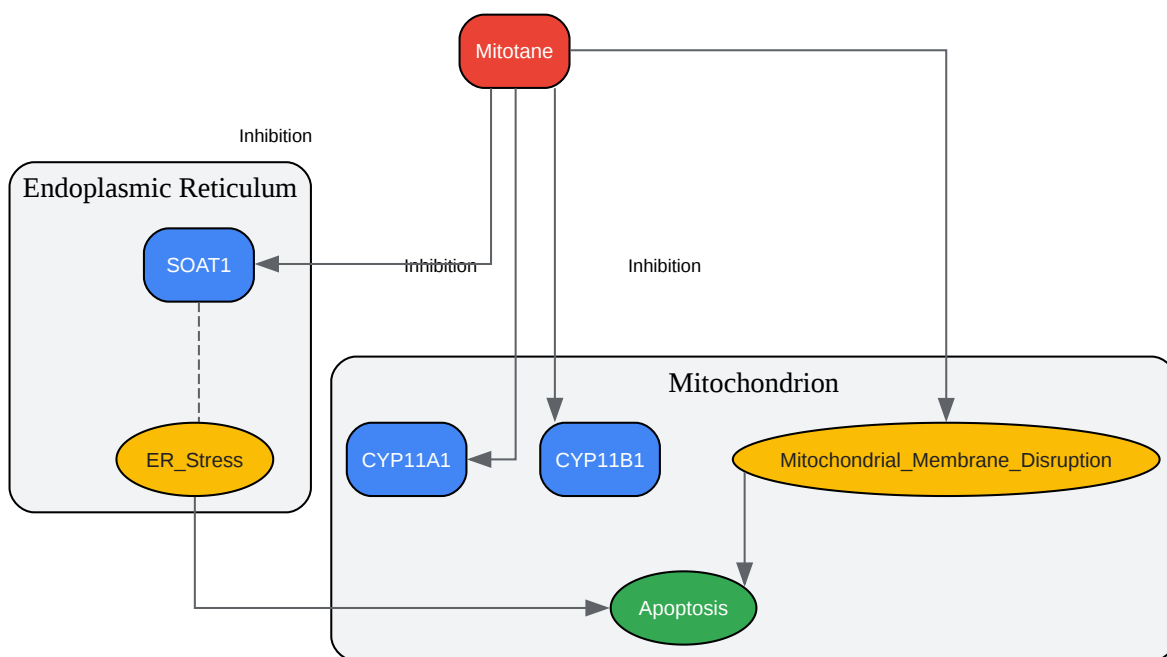 Mitotane
Inhibition
Endoplasmic Reticulum
SOAT1
Inhibition
Inhibition
Mitochondrion
ER_Stress
CYP11A1
CYP11B1
Mitochondrial_Membrane_Disruption
Apoptosis